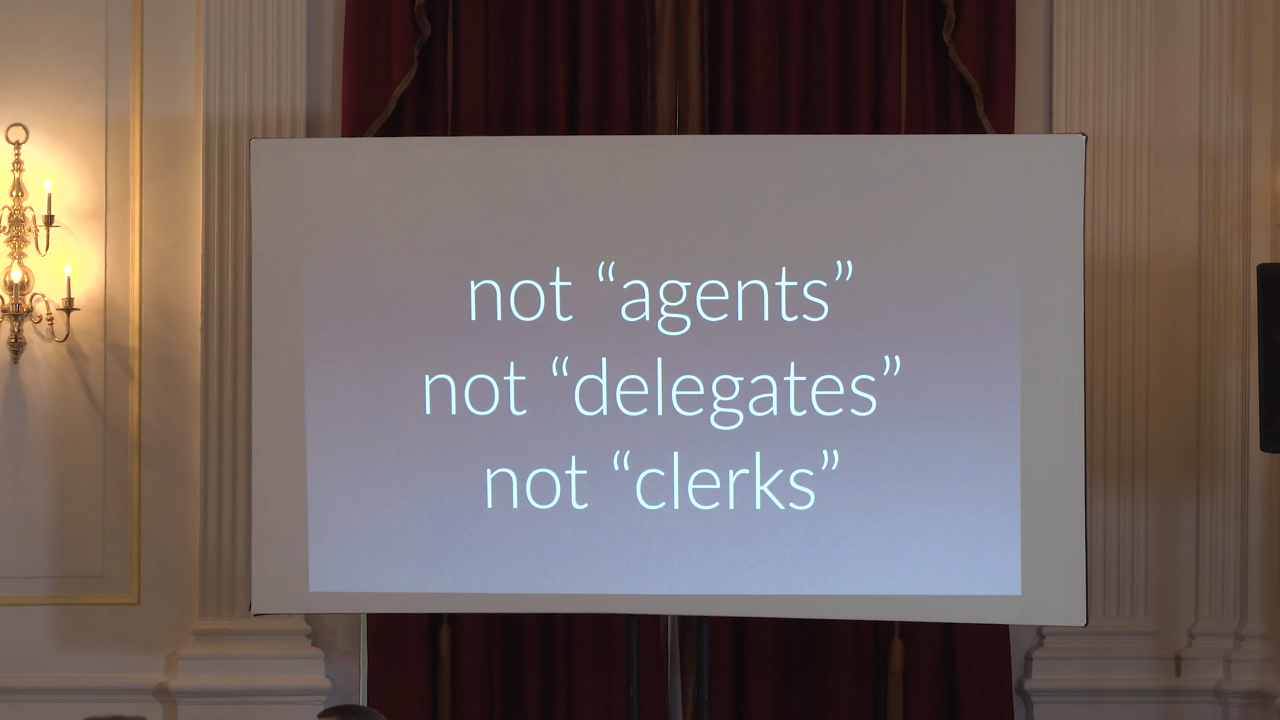 not “agents”
not “delegates”
not “clerks”